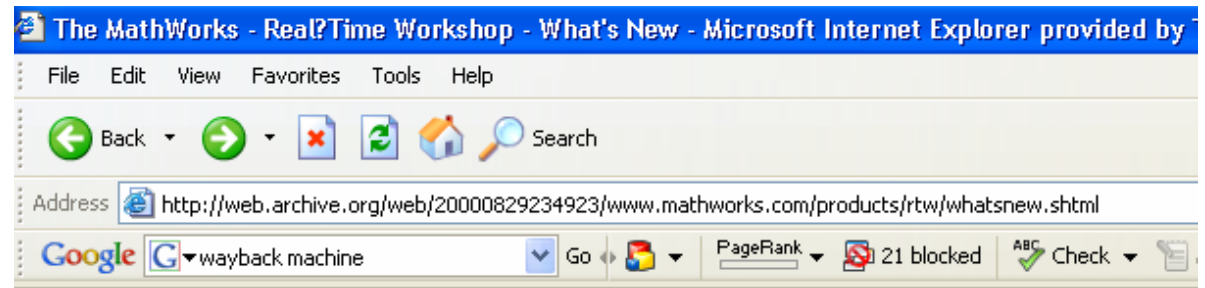 The MathWorks - Real?Time Workshop - What's New - Microsoft Internet Explorer provided by
File Edit View Favorites Tools Help
Back Search
Address http://web.archive.org/web/20000829234923/www.mathworks.com/products/rtw/whatsnew.shtml
Google G wayback machine Go PageRank 21 blocked ABC Check